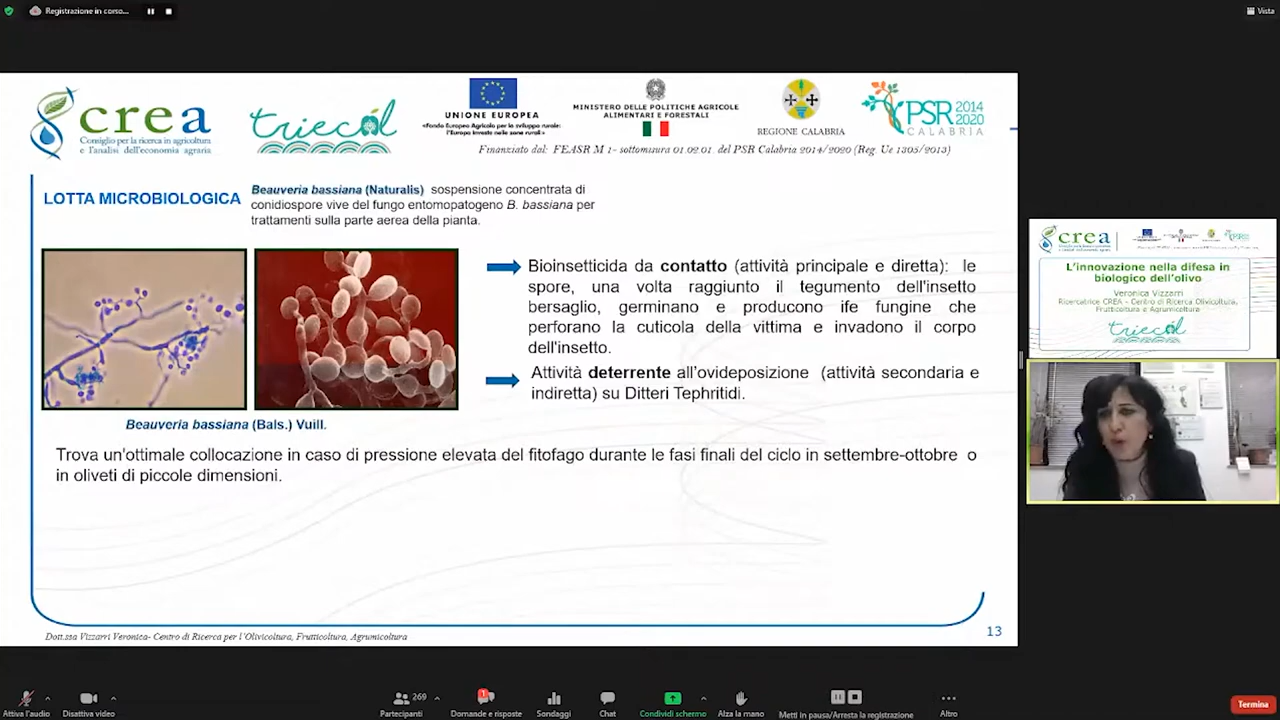 Registrazione in corso...
Vista
crea
Consiglio per la ricerca in agricoltura
e l'analisi dell'economia agraria
triecol
UNIONE EUROPEA
«Fondo Europeo Agricolo per lo sviluppo rurale:
l'Europa investe nelle zone rurali»
MINISTERO DELLE POLITICHE AGRICOLE
ALIMENTARI E FORESTALI
REGIONE CALABRIA
PSR 2014
2020
CALABRIA
Finanziato dal: FEASR M 1- sottomisura 01.02.01 del PSR Calabria 2014/2020 (Reg. Ue 1305/2013)
LOTTA MICROBIOLOGICA
Beauveria bassiana (Naturalis) sospensione concentrata di
conidiospore vive del fungo entomopatogeno B. bassiana per
trattamenti sulla parte aerea della pianta.
Bioinsetticida da contatto (attività principale e diretta): le
spore, una volta raggiunto il tegumento dell'insetto
bersaglio, germinano e producono ife fungine che
perforano la cuticola della vittima e invadono il corpo
dell'insetto.
Attività deterrente all'ovideposizione (attività secondaria e
indiretta) su Ditteri Tephritidi.
Beauveria bassiana (Bals.) Vuill.
Trova un'ottimale collocazione in caso di pressione elevata del fitofago durante le fasi finali del ciclo in settembre-ottobre o
in oliveti di piccole dimensioni.
Dott.ssa Vizzarri Veronica- Centro di Ricerca per l'Olivicoltura, Frutticoltura, Agrumicoltura
13
crea
L'innovazione nella difesa in
biologico dell'olivo
Veronica Vizzarri
Ricercatrice CREA - Centro di Ricerca Olivicoltura,
Frutticoltura e Agrumicoltura
triecol
Attiva l'audio
Disattiva video
269
Partecipanti
1
Domande e risposte
Sondaggi
Chat
Condividi schermo
Alza la mano
Metti in pausa/Arresta la registrazione
Altro
Termina